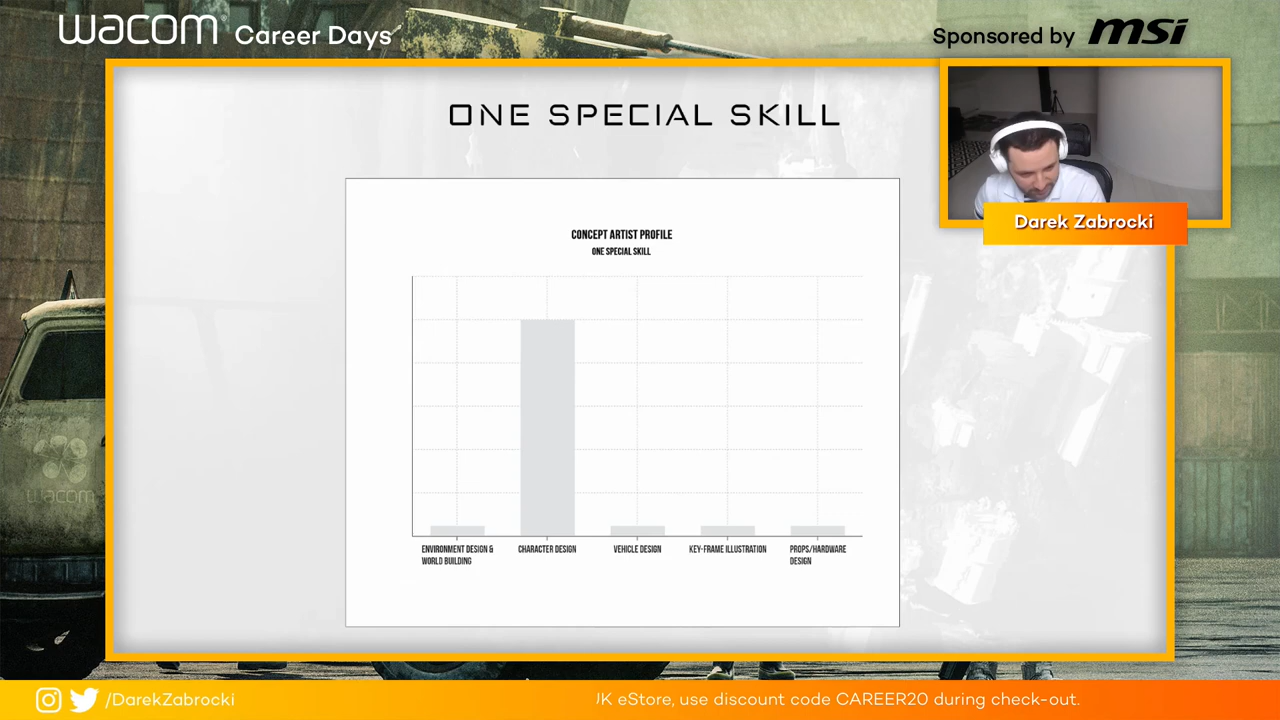 wacom Career Days
Sponsored by msi
ONE SPECIAL SKILL
Darek Zabrocki
CONCEPT ARTIST PROFILE
ONE SPECIAL SKILL
ENVIRONMENT DESIGN &
WORLD BUILDING
CHARACTER DESIGN
VEHICLE DESIGN
KEY-FRAME ILLUSTRATION
PROPS/HARDWARE
DESIGN
wacom
/DarekZabrocki
eStore, use discount code CAREER20 during check-out.